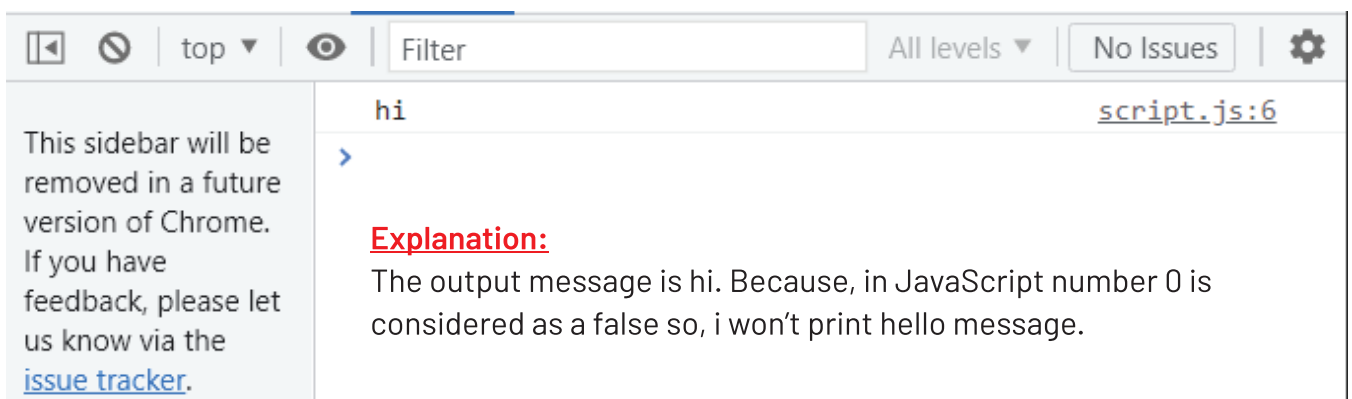 top ▼ Filter All levels ▼ No Issues
hi script.js:6
This sidebar will be
removed in a future
version of Chrome.
If you have
feedback, please let
us know via the
issue tracker.
Explanation:
The output message is hi. Because, in JavaScript number 0 is
considered as a false so, i won’t print hello message.